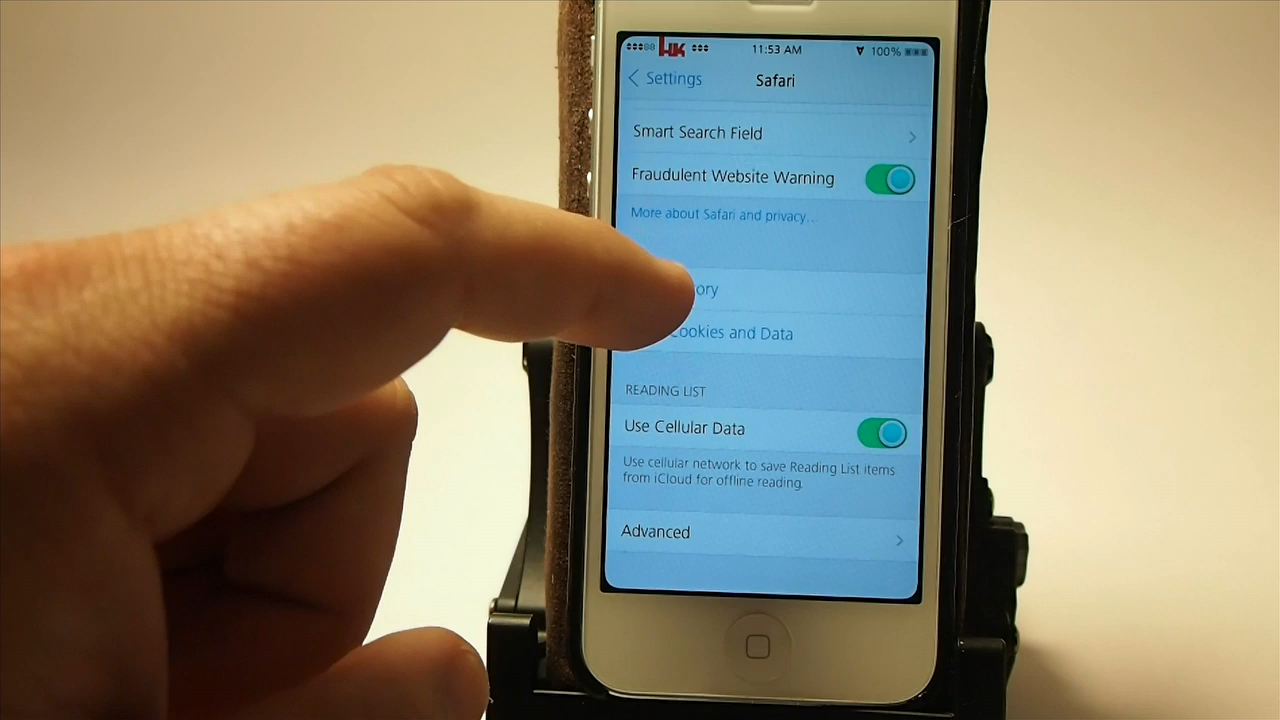 HK 11:53 AM 100%
Settings Safari
Smart Search Field
Fraudulent Website Warning
More about Safari and privacy...
ory
ookies and Data
READING LIST
Use Cellular Data
Use cellular network to save Reading List items
from iCloud for offline reading.
Advanced